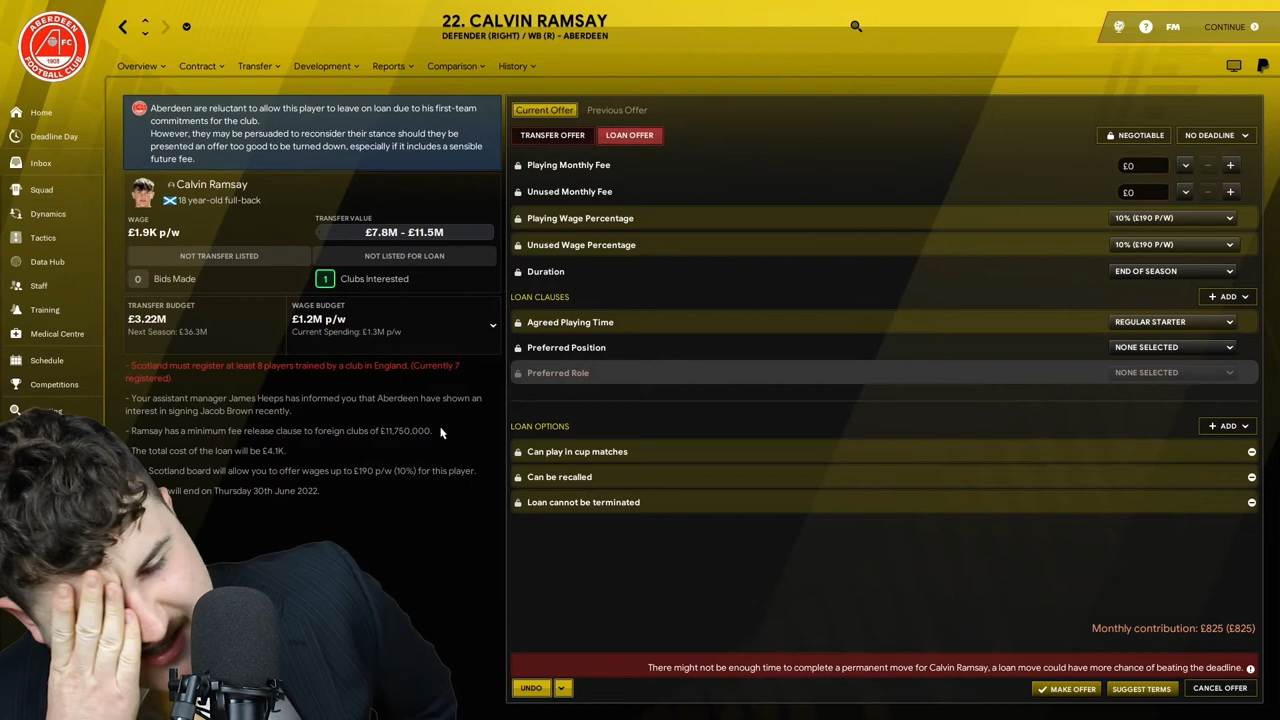 22. CALVIN RAMSAY
DEFENDER (RIGHT) / WB (R) - ABERDEEN
FM
CONTINUE
ABERDEEN
FC
1903
FOOTBALL CLUB
Overview
Contract
Transfer
Development
Reports
Comparison
History
Home
Deadline Day
Inbox
Squad
Dynamics
Tactics
Data Hub
Staff
Training
Medical Centre
Schedule
Competitions
Aberdeen are reluctant to allow this player to leave on loan due to his first-team
commitments for the club.
However, they may be persuaded to reconsider their stance should they be
presented an offer too good to be turned down, especially if it includes a sensible
future fee.
Calvin Ramsay
18 year-old full-back
WAGE
TRANSFER VALUE
£1.9K p/w
£7.8M - £11.5M
NOT TRANSFER LISTED
NOT LISTED FOR LOAN
0 Bids Made
1 Clubs Interested
TRANSFER BUDGET
WAGE BUDGET
£3.22M
£1.2M p/w
Next Season: £36.3M
Current Spending: £1.3M p/w
- Scotland must register at least 8 players trained by a club in England. (Currently 7
registered)
- Your assistant manager James Heeps has informed you that Aberdeen have shown an
interest in signing Jacob Brown recently.
- Ramsay has a minimum fee release clause to foreign clubs of £11,750,000.
The total cost of the loan will be £4.1K.
Scotland board will allow you to offer wages up to £190 p/w (10%) for this player.
will end on Thursday 30th June 2022.
Current Offer
Previous Offer
TRANSFER OFFER
LOAN OFFER
NEGOTIABLE
NO DEADLINE
Playing Monthly Fee
£0
Unused Monthly Fee
£0
Playing Wage Percentage
10% (£190 P/W)
Unused Wage Percentage
10% (£190 P/W)
Duration
END OF SEASON
LOAN CLAUSES
+ ADD
Agreed Playing Time
REGULAR STARTER
Preferred Position
NONE SELECTED
Preferred Role
NONE SELECTED
LOAN OPTIONS
+ ADD
Can play in cup matches
Can be recalled
Loan cannot be terminated
Monthly contribution: £825 (£825)
There might not be enough time to complete a permanent move for Calvin Ramsay, a loan move could have more chance of beating the deadline.
UNDO
MAKE OFFER
SUGGEST TERMS
CANCEL OFFER